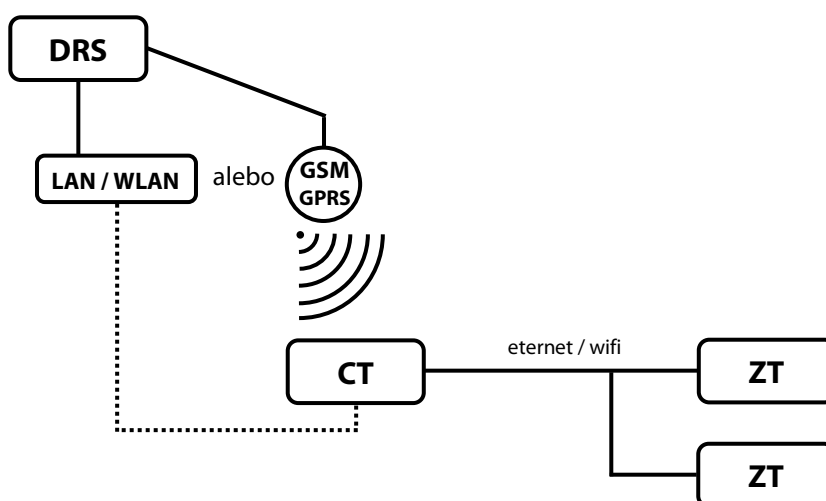 DRS
LAN / WLAN
alebo
GSM
GPRS
eternet / wifi
CT
ZT
ZT